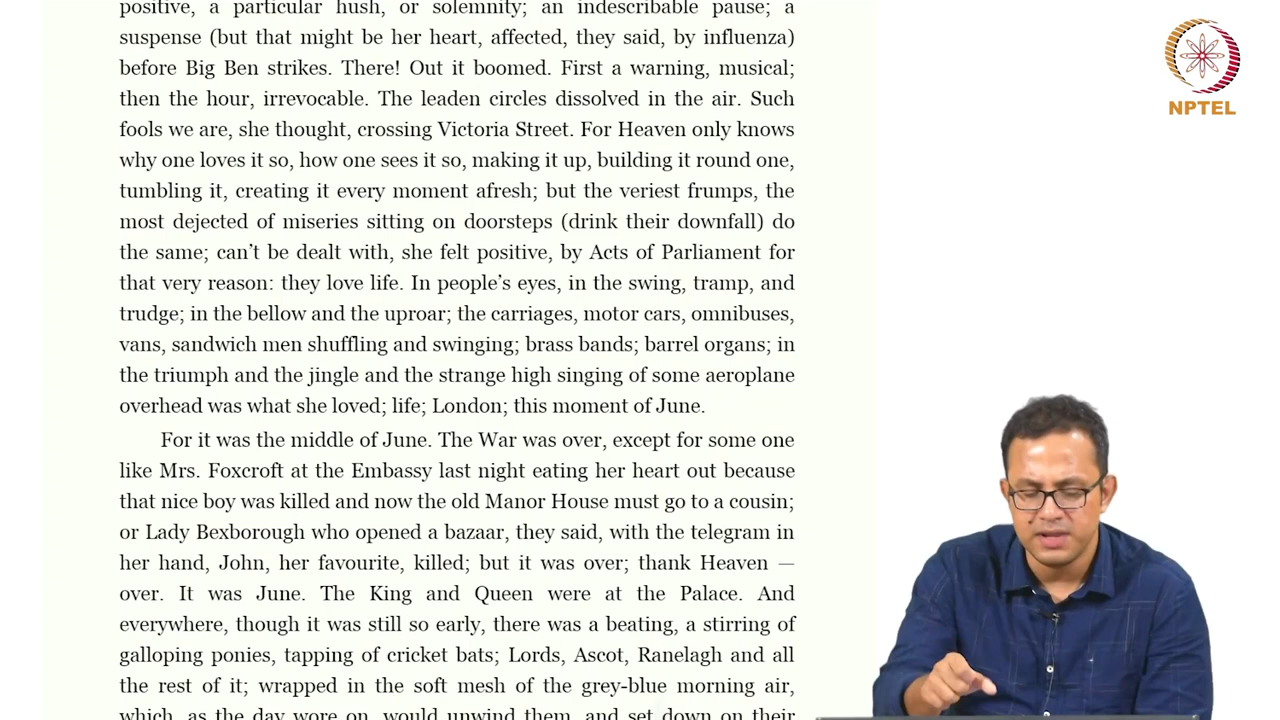 positive, a particular hush, or solemnity; an indescribable pause; a
suspense (but that might be her heart, affected, they said, by influenza)
before Big Ben strikes. There! Out it boomed. First a warning, musical;
then the hour, irrevocable. The leaden circles dissolved in the air. Such
fools we are, she thought, crossing Victoria Street. For Heaven only knows
why one loves it so, how one sees it so, making it up, building it round one,
tumbling it, creating it every moment afresh; but the veriest frumps, the
most dejected of miseries sitting on doorsteps (drink their downfall) do
the same; can’t be dealt with, she felt positive, by Acts of Parliament for
that very reason: they love life. In people’s eyes, in the swing, tramp, and
trudge; in the bellow and the uproar; the carriages, motor cars, omnibuses,
vans, sandwich men shuffling and swinging; brass bands; barrel organs; in
the triumph and the jingle and the strange high singing of some aeroplane
overhead was what she loved; life; London; this moment of June.
For it was the middle of June. The War was over, except for some one
like Mrs. Foxcroft at the Embassy last night eating her heart out because
that nice boy was killed and now the old Manor House must go to a cousin;
or Lady Bexborough who opened a bazaar, they said, with the telegram in
her hand, John, her favourite, killed; but it was over; thank Heaven —
over. It was June. The King and Queen were at the Palace. And
everywhere, though it was still so early, there was a beating, a stirring of
galloping ponies, tapping of cricket bats; Lords, Ascot, Ranelagh and all
the rest of it; wrapped in the soft mesh of the grey-blue morning air,
which, as the day wore on, would unwind them, and set down on their
NPTEL